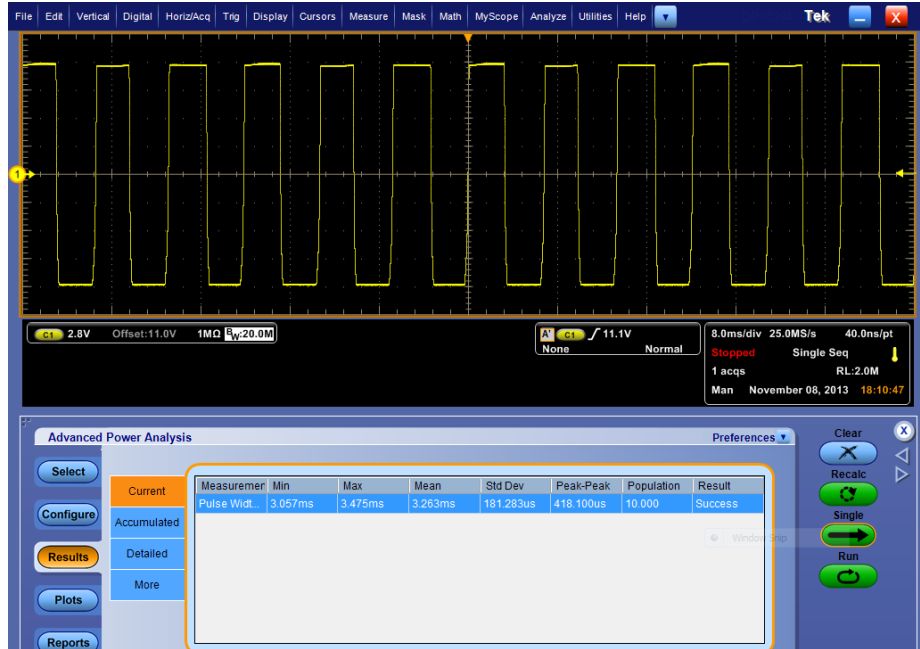 File Edit Vertical Digital Horiz/Acq Trig Display Cursors Measure Mask Math MyScope Analyze Utilities Help Tek X
1
C1 2.8V Offset:11.0V 1MΩ BW:20.0M
A' C1 11.1V
None Normal
8.0ms/div 25.0MS/s 40.0ns/pt
Stopped Single Seq
1 acqs RL:2.0M
Man November 08, 2013 18:10:47
Advanced Power Analysis Preferences
Clear X
Select
Recalc
Current
Measuremen Min Max Mean Std Dev Peak-Peak Population Result
Pulse Widt... 3.057ms 3.475ms 3.263ms 181.283us 418.100us 10.000 Success
Configure
Accumulated
Single
Window Snip
Results
Detailed
Run
More
Plots
Reports